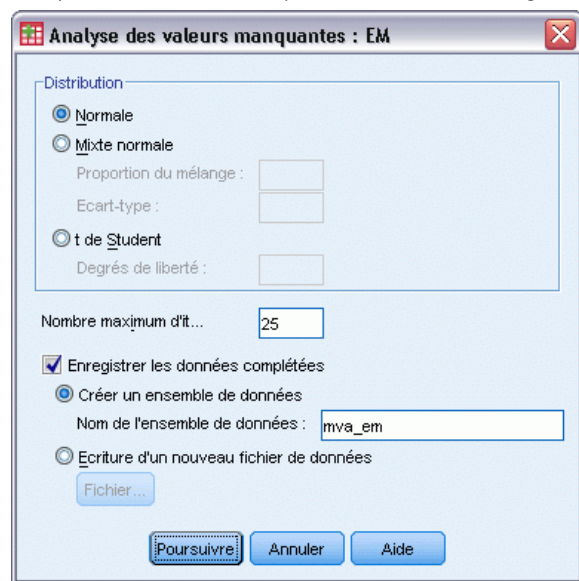 Analyse des valeurs manquantes : EM
Distribution
Normale
Mixte normale
Proportion du mélange :
Ecart-type :
t de Student
Degrés de liberté :
Nombre maximum d'it... 25
Enregistrer les données complétées
Créer un ensemble de données
Nom de l'ensemble de données : mva_em
Ecriture d'un nouveau fichier de données
Fichier...
Poursuivre Annuler Aide